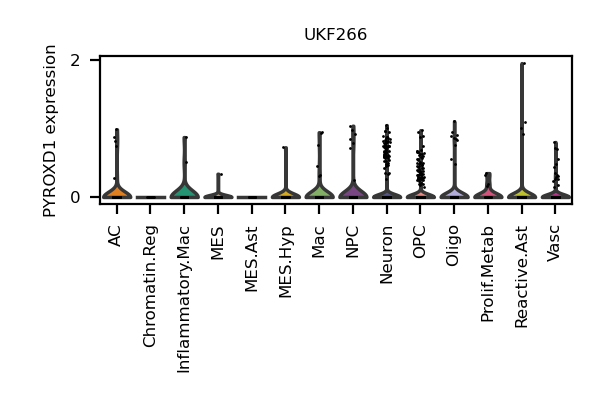 UKF266
PYROXD1 expression
2
0
AC
Chromatin.Reg
Inflammatory.Mac
MES
MES.Ast
MES.Hyp
Mac
NPC
Neuron
OPC
Oligo
Prolif.Metab
Reactive.Ast
Vasc